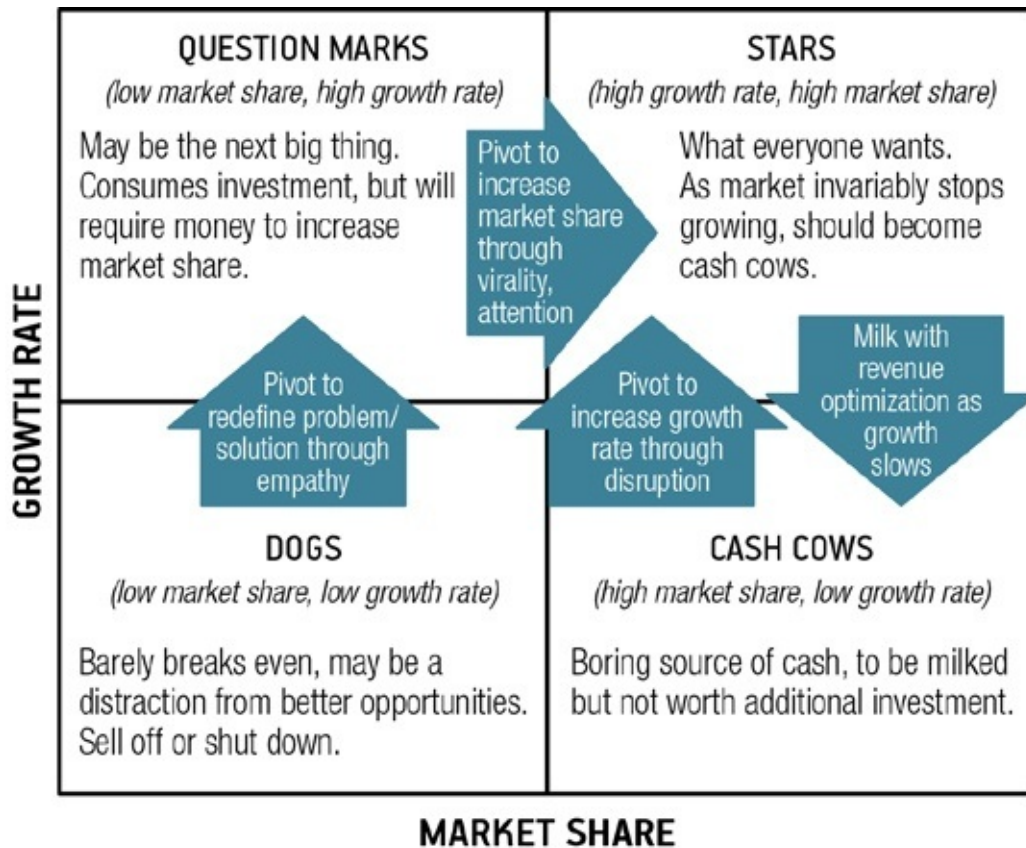 QUESTION MARKS
(low market share, high growth rate)
May be the next big thing.
Consumes investment, but will
require money to increase
market share.
Pivot to
increase
market share
through
virality,
attention
STARS
(high growth rate, high market share)
What everyone wants.
As market invariably stops
growing, should become
cash cows.
Pivot to
redefine problem/
solution through
empathy
Pivot to
increase growth
rate through
disruption
Milk with
revenue
optimization as
growth
slows
DOGS
(low market share, low growth rate)
Barely breaks even, may be a
distraction from better opportunities.
Sell off or shut down.
CASH COWS
(high market share, low growth rate)
Boring source of cash, to be milked
but not worth additional investment.
GROWTH RATE
MARKET SHARE